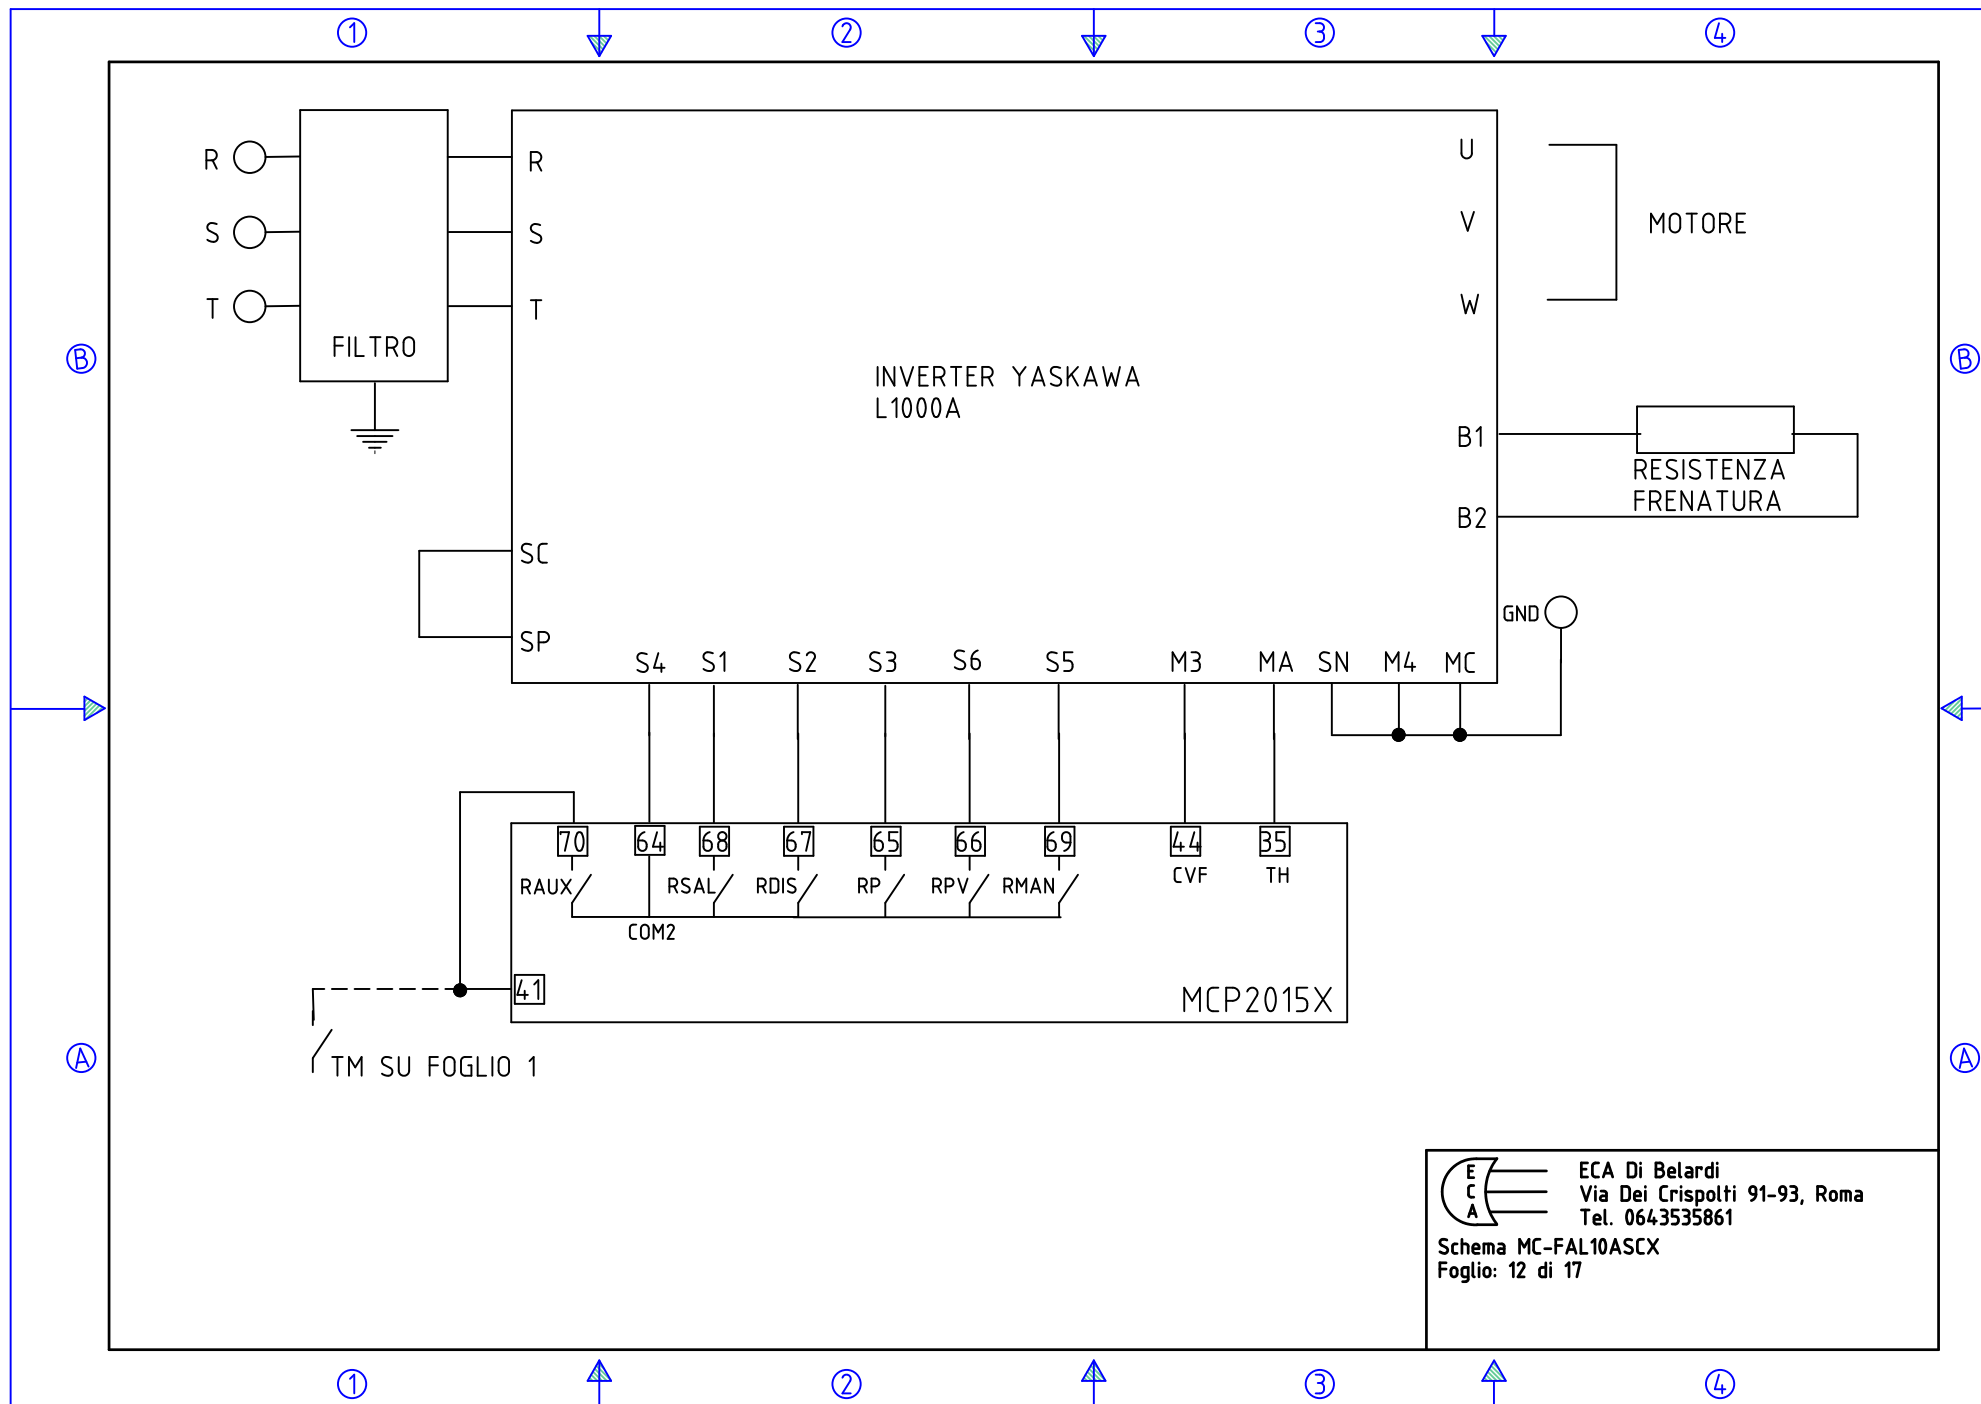 1 2 3 4
R R U
S S V MOTORE
T T W
FILTRO
B B
INVERTER YASKAWA
L1000A
B1
RESISTENZA
FRENATURA
B2
SC
SP
GND
S4 S1 S2 S3 S6 S5 M3 MA SN M4 MC
70 64 68 67 65 66 69 44 35
RAUX RSAL RDIS RP RPV RMAN CVF TH
COM2
41
MCP2015X
TM SU FOGLIO 1
A A
E
C
A
ECA Di Belardi
Via Dei Crispolti 91-93, Roma
Tel. 0643535861
Schema MC-FAL10ASCX
Foglio: 12 di 17
1 2 3 4